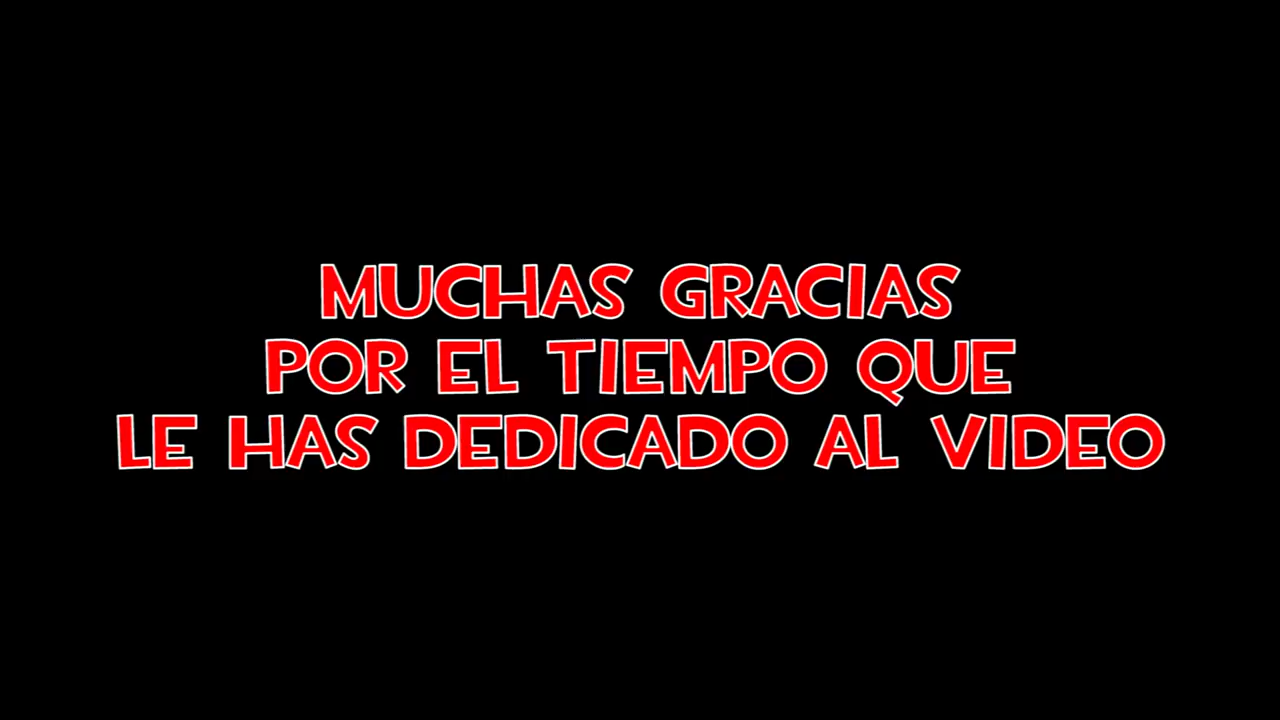 MUCHAS GRACIAS
POR EL TIEMPO QUE
LE HAS DEDICADO AL VIDEO